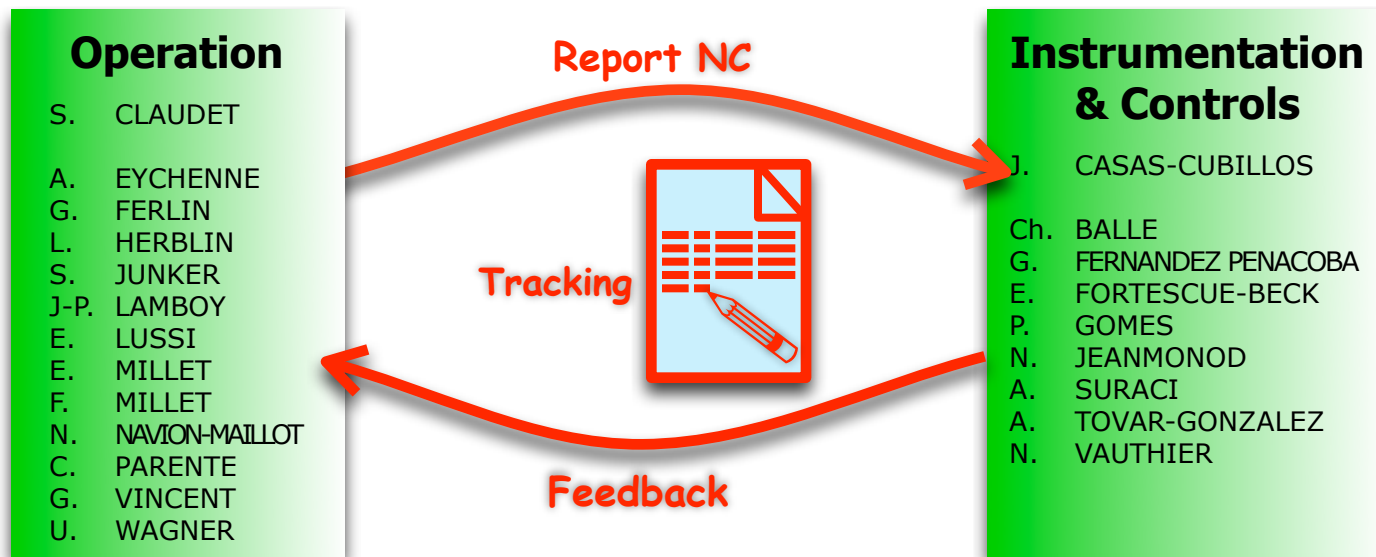 Operation
S. CLAUDET
A. EYCHENNE
G. FERLIN
L. HERBLIN
S. JUNKER
J-P. LAMBOY
E. LUSSI
E. MILLET
F. MILLET
N. NAVION-MAILLOT
C. PARENTE
G. VINCENT
U. WAGNER
Report NC
Tracking
Feedback
Instrumentation
& Controls
J. CASAS-CUBILLOS
Ch. BALLE
G. FERNANDEZ PENACOBA
E. FORTESCUE-BECK
P. GOMES
N. JEANMONOD
A. SURACI
A. TOVAR-GONZALEZ
N. VAUTHIER